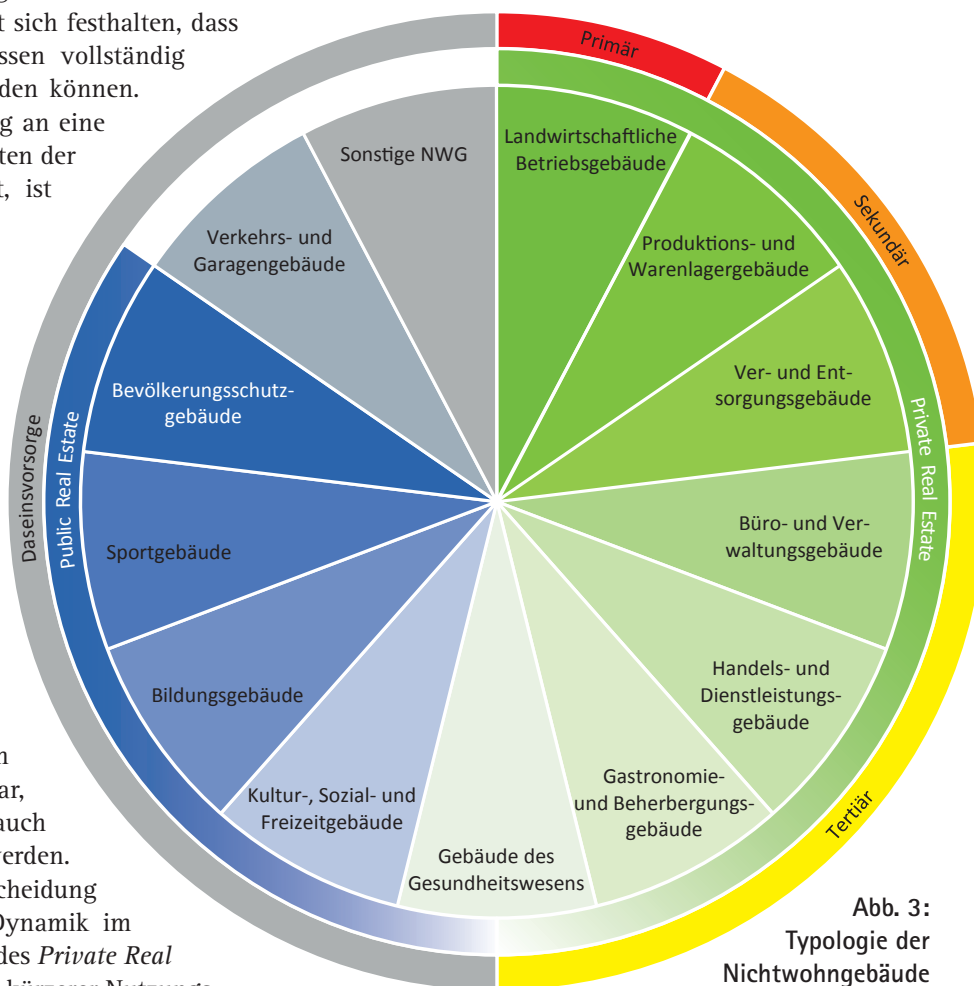 t sich festhalten, dass
ssen vollständig
den können.
g an eine
ten der
t, ist
ar,
auch
verden.
cheidung
Dynamik im
des Private Real
kürzerer Nutzungs-
Primär
Sekundär
Tertiär
Daseinsvorsorge
Private Real Estate
Public Real Estate
Landwirtschaftliche
Betriebsgebäude
Produktions- und
Warenlagergebäude
Ver- und Ent-
sorgungsgebäude
Büro- und Ver-
waltungsgebäude
Handels- und
Dienstleistungs-
gebäude
Gastronomie-
und Beherbergungs-
gebäude
Gebäude des
Gesundheitswesens
Kultur-, Sozial- und
Freizeitgebäude
Bildungsgebäude
Sportgebäude
Bevölkerungsschutz-
gebäude
Verkehrs- und
Garagengebäude
Sonstige NWG
Abb. 3:
Typologie der
Nichtwohngebäude